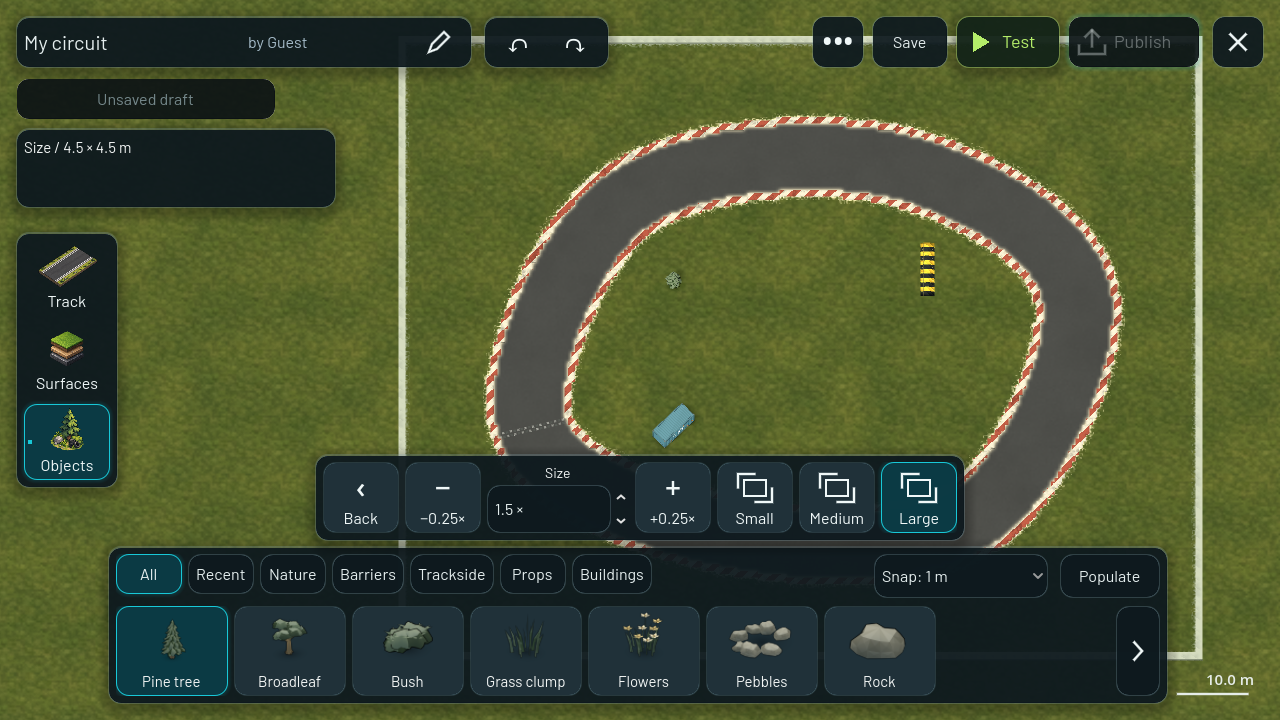 My circuit
by Guest
Save
Test
Publish
Unsaved draft
Size / 4.5 × 4.5 m
Track
Surfaces
Objects
Size
Back
−0.25×
1.5 ×
+0.25×
Small
Medium
Large
All
Recent
Nature
Barriers
Trackside
Props
Buildings
Snap: 1 m
Populate
Pine tree
Broadleaf
Bush
Grass clump
Flowers
Pebbles
Rock
10.0 m